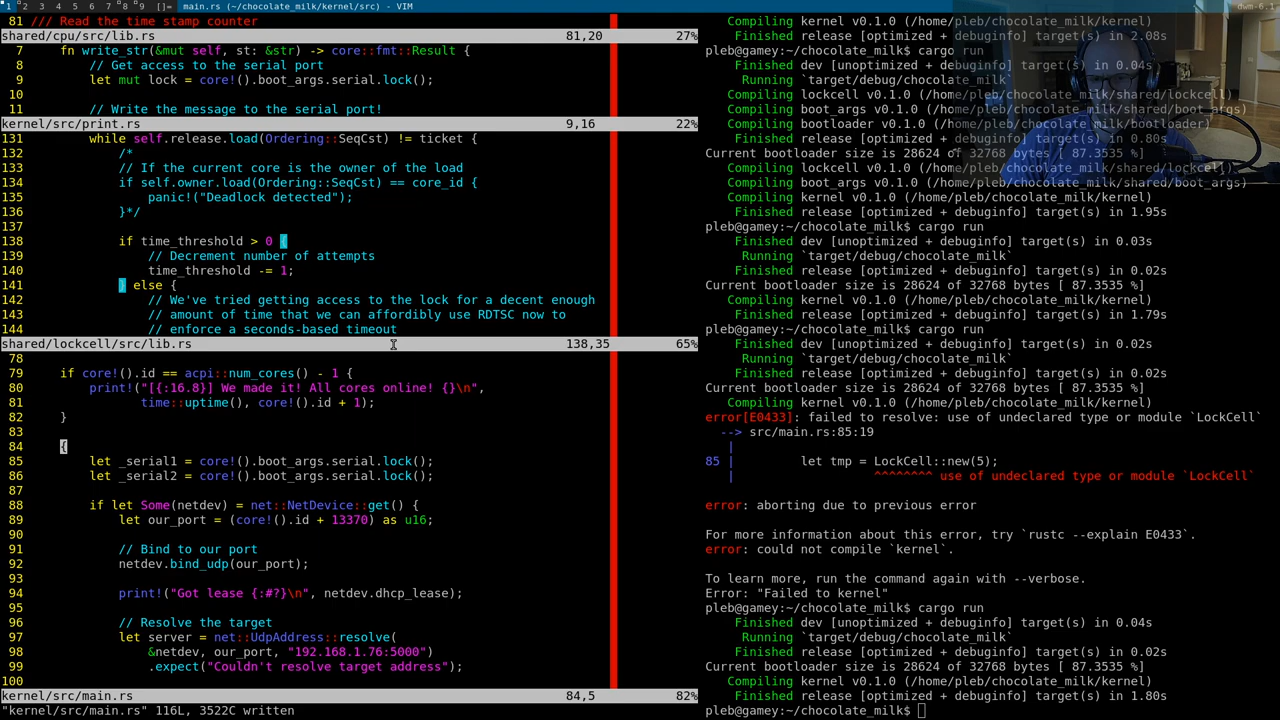 1 2 3 4 5 6 7 8 9 []= main.rs (~/chocolate_milk/kernel/src) - VIM dwm-6.1
81 /// Read the time stamp counter
shared/cpu/src/lib.rs 81,20 27%
7 fn write_str(&mut self, st: &str) -> core::fmt::Result {
8 // Get access to the serial port
9 let mut lock = core!().boot_args.serial.lock();
10
11 // Write the message to the serial port!
kernel/src/print.rs 9,16 22%
131 while self.release.load(Ordering::SeqCst) != ticket {
132 /*
133 // If the current core is the owner of the load
134 if self.owner.load(Ordering::SeqCst) == core_id {
135 panic!("Deadlock detected");
136 }*/
137
138 if time_threshold > 0 {
139 // Decrement number of attempts
140 time_threshold -= 1;
141 } else {
142 // We've tried getting access to the lock for a decent enough
143 // amount of time that we can affordibly use RDTSC now to
144 // enforce a seconds-based timeout
shared/lockcell/src/lib.rs 138,35 65%
78
79 if core!().id == acpi::num_cores() - 1 {
80 print!("[{:16.8}] We made it! All cores online! {}\n",
81 time::uptime(), core!().id + 1);
82 }
83
84 {
85 let _serial1 = core!().boot_args.serial.lock();
86 let _serial2 = core!().boot_args.serial.lock();
87
88 if let Some(netdev) = net::NetDevice::get() {
89 let our_port = (core!().id + 13370) as u16;
90
91 // Bind to our port
92 netdev.bind_udp(our_port);
93
94 print!("Got lease {:#?}\n", netdev.dhcp_lease);
95
96 // Resolve the target
97 let server = net::UdpAddress::resolve(
98 &netdev, our_port, "192.168.1.76:5000")
99 .expect("Couldn't resolve target address");
100
kernel/src/main.rs 84,5 82%
"kernel/src/main.rs" 116L, 3522C written
Compiling kernel v0.1.0 (/home/pleb/chocolate_milk/kernel)
Finished release [optimized + debuginfo] target(s) in 2.08s
pleb@gamey:~/chocolate_milk$ cargo run
Finished dev [unoptimized + debuginfo] target(s) in 0.04s
Running `target/debug/chocolate_milk`
Compiling lockcell v0.1.0 (/home/pleb/chocolate_milk/shared/lockcell)
Compiling boot_args v0.1.0 (/home/pleb/chocolate_milk/shared/boot_args)
Compiling bootloader v0.1.0 (/home/pleb/chocolate_milk/bootloader)
Finished release [optimized + debuginfo] target(s) in 0.80s
Current bootloader size is 28624 of 32768 bytes [ 87.3535 %]
Compiling lockcell v0.1.0 (/home/pleb/chocolate_milk/shared/lockcell)
Compiling boot_args v0.1.0 (/home/pleb/chocolate_milk/shared/boot_args)
Compiling kernel v0.1.0 (/home/pleb/chocolate_milk/kernel)
Finished release [optimized + debuginfo] target(s) in 1.95s
pleb@gamey:~/chocolate_milk$ cargo run
Finished dev [unoptimized + debuginfo] target(s) in 0.03s
Running `target/debug/chocolate_milk`
Finished release [optimized + debuginfo] target(s) in 0.02s
Current bootloader size is 28624 of 32768 bytes [ 87.3535 %]
Compiling kernel v0.1.0 (/home/pleb/chocolate_milk/kernel)
Finished release [optimized + debuginfo] target(s) in 1.79s
pleb@gamey:~/chocolate_milk$ cargo run
Finished dev [unoptimized + debuginfo] target(s) in 0.02s
Running `target/debug/chocolate_milk`
Finished release [optimized + debuginfo] target(s) in 0.02s
Current bootloader size is 28624 of 32768 bytes [ 87.3535 %]
Compiling kernel v0.1.0 (/home/pleb/chocolate_milk/kernel)
error[E0433]: failed to resolve: use of undeclared type or module `LockCell`
--> src/main.rs:85:19
|
85 | let tmp = LockCell::new(5);
| ^^^^^^^^ use of undeclared type or module `LockCell`
error: aborting due to previous error
For more information about this error, try `rustc --explain E0433`.
error: could not compile `kernel`.
To learn more, run the command again with --verbose.
Error: "Failed to kernel"
pleb@gamey:~/chocolate_milk$ cargo run
Finished dev [unoptimized + debuginfo] target(s) in 0.04s
Running `target/debug/chocolate_milk`
Finished release [optimized + debuginfo] target(s) in 0.02s
Current bootloader size is 28624 of 32768 bytes [ 87.3535 %]
Compiling kernel v0.1.0 (/home/pleb/chocolate_milk/kernel)
Finished release [optimized + debuginfo] target(s) in 1.80s
pleb@gamey:~/chocolate_milk$